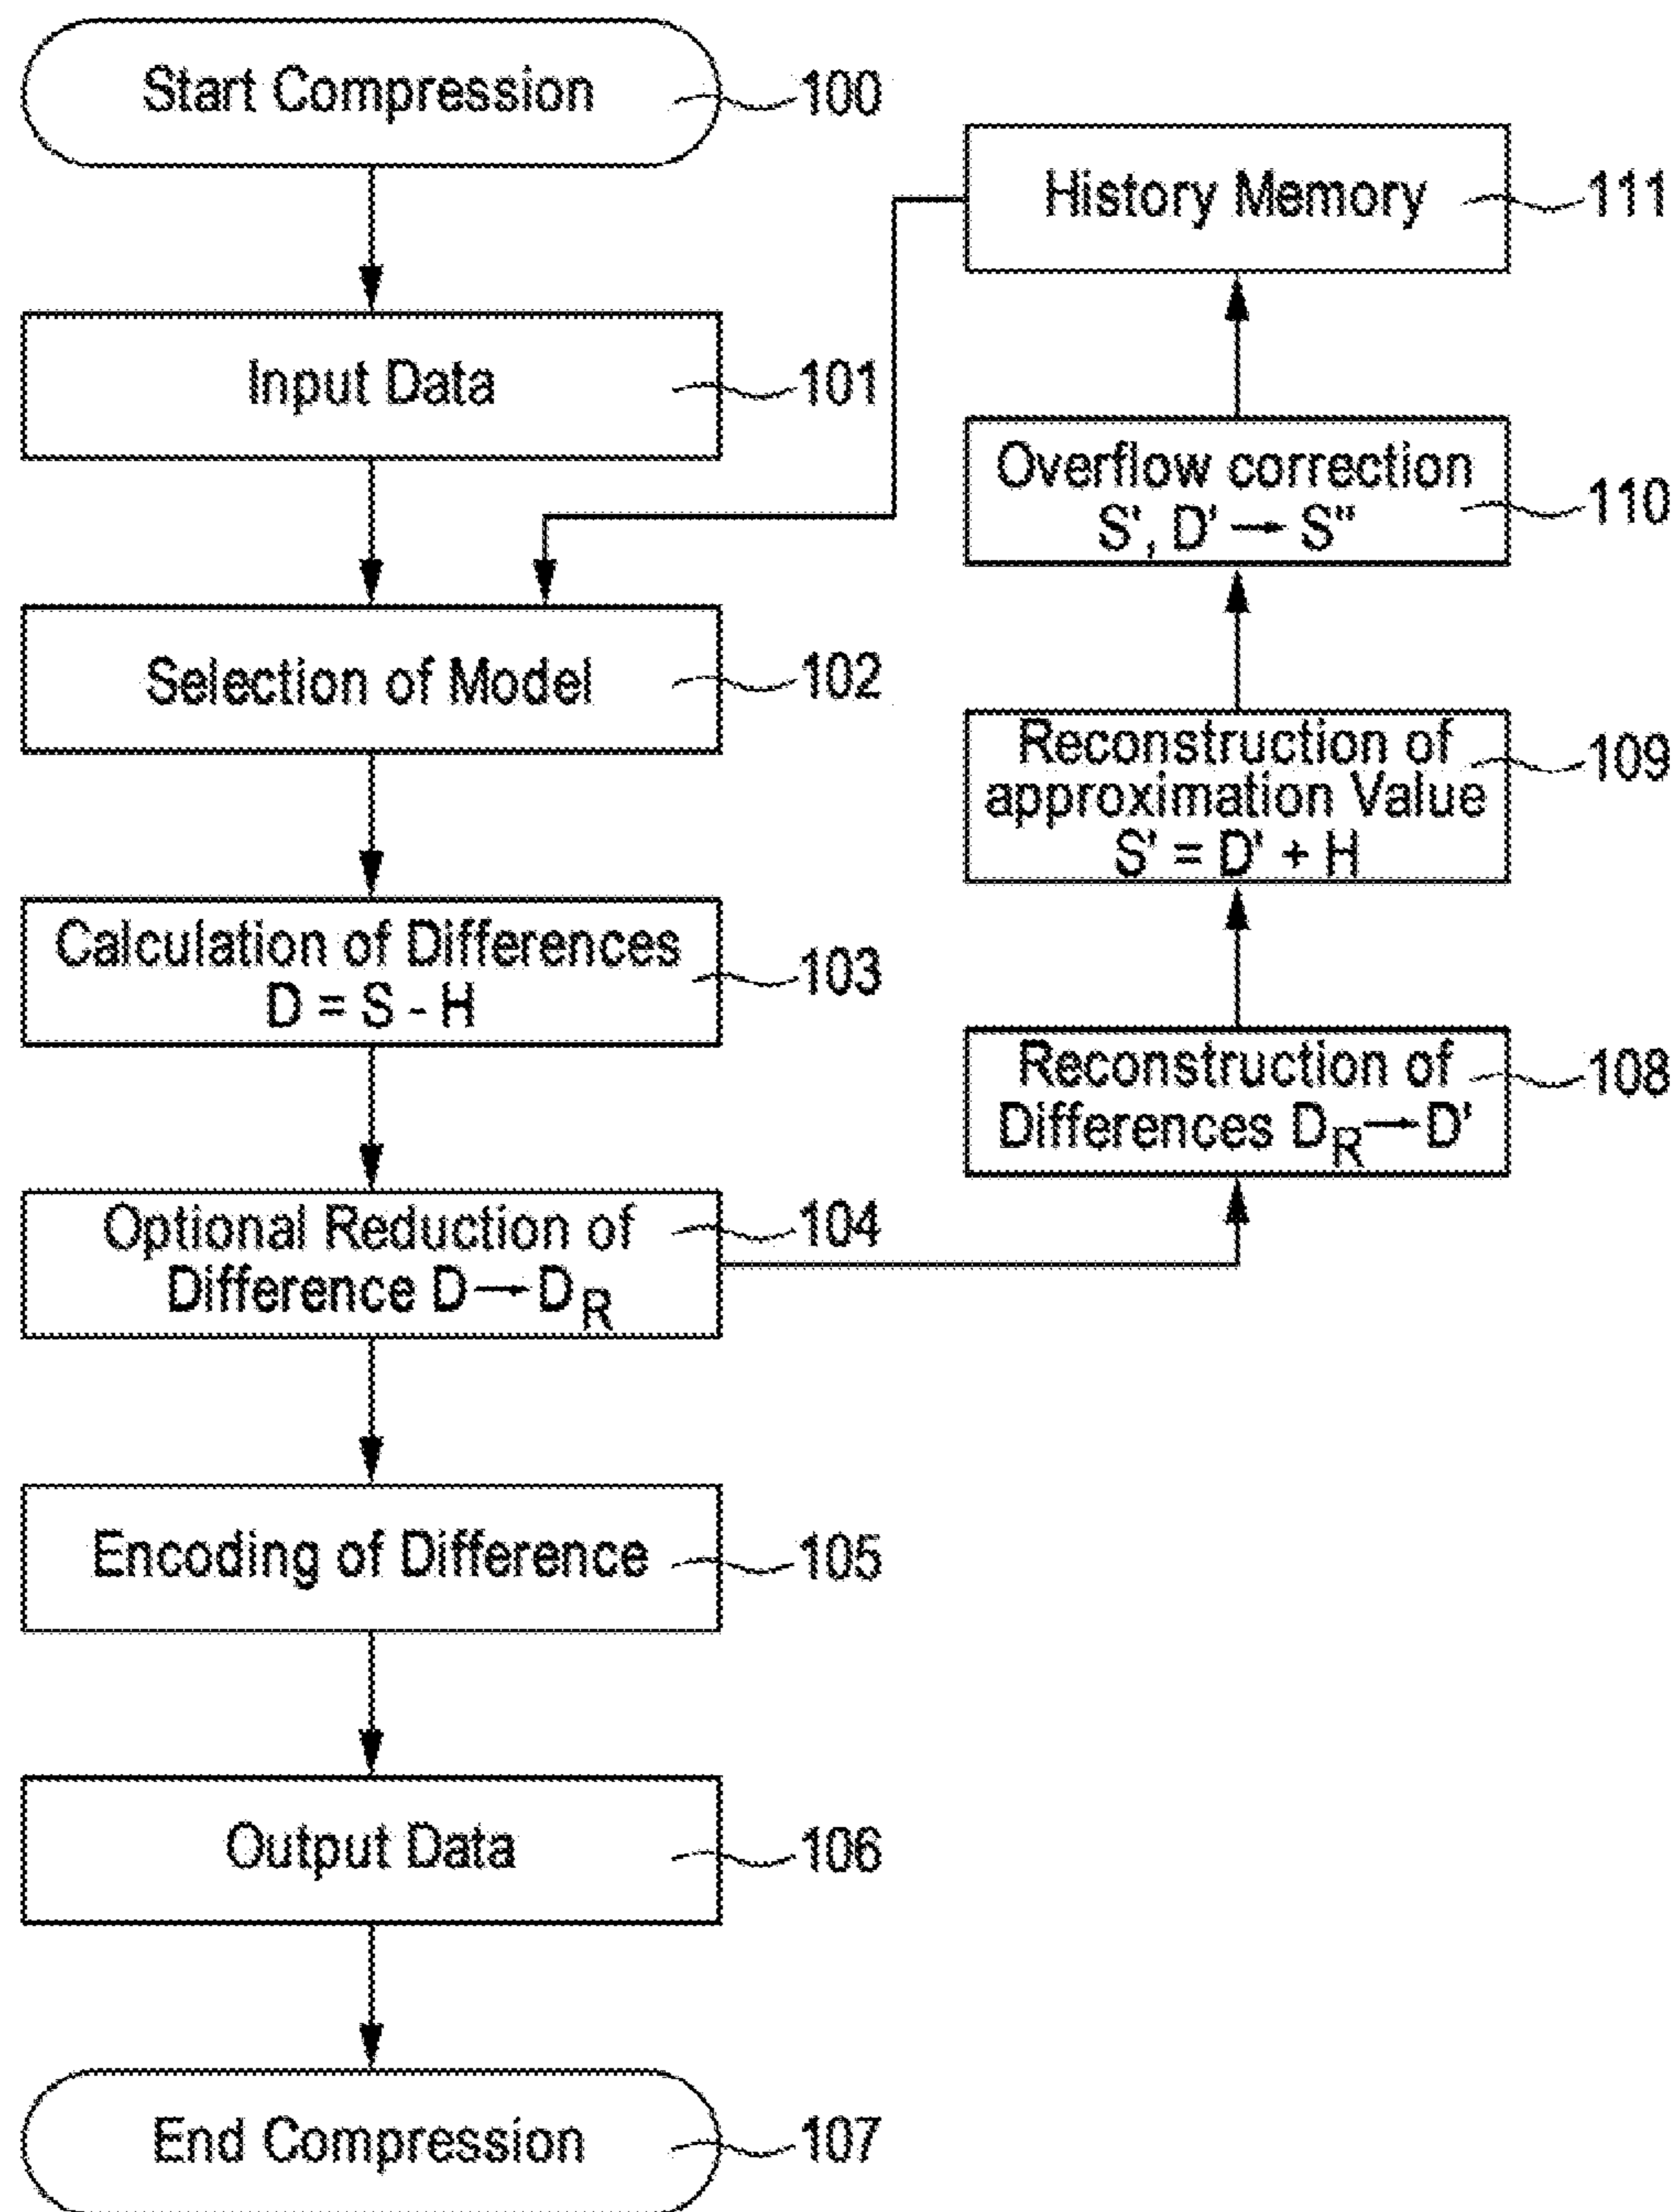 Start Compression
100
Input Data
101
Selection of Model
102
Calculation of Differences
D = S - H
103
Optional Reduction of
Difference D → D_R
104
Encoding of Difference
105
Output Data
106
End Compression
107
History Memory
111
Overflow correction
S', D' → S"
110
Reconstruction of
approximation Value
S' = D' + H
109
Reconstruction of
Differences D_R → D'
108